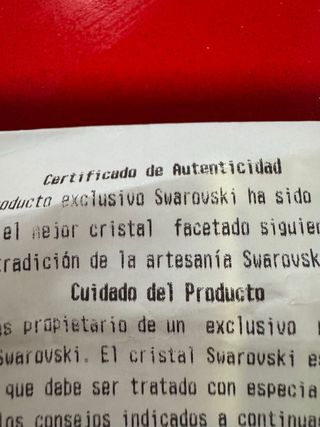 Certificado de Autenticidad
oducto exclusivo Swarovski ha sido
el mejor cristal facetado siguien
tradición de la artesanía Swarovsk
Cuidado del Producto
s propietario de un exclusivo
Swarovski. El cristal Swarovski es
que debe ser tratado con especia
los consejos indicados a continuac